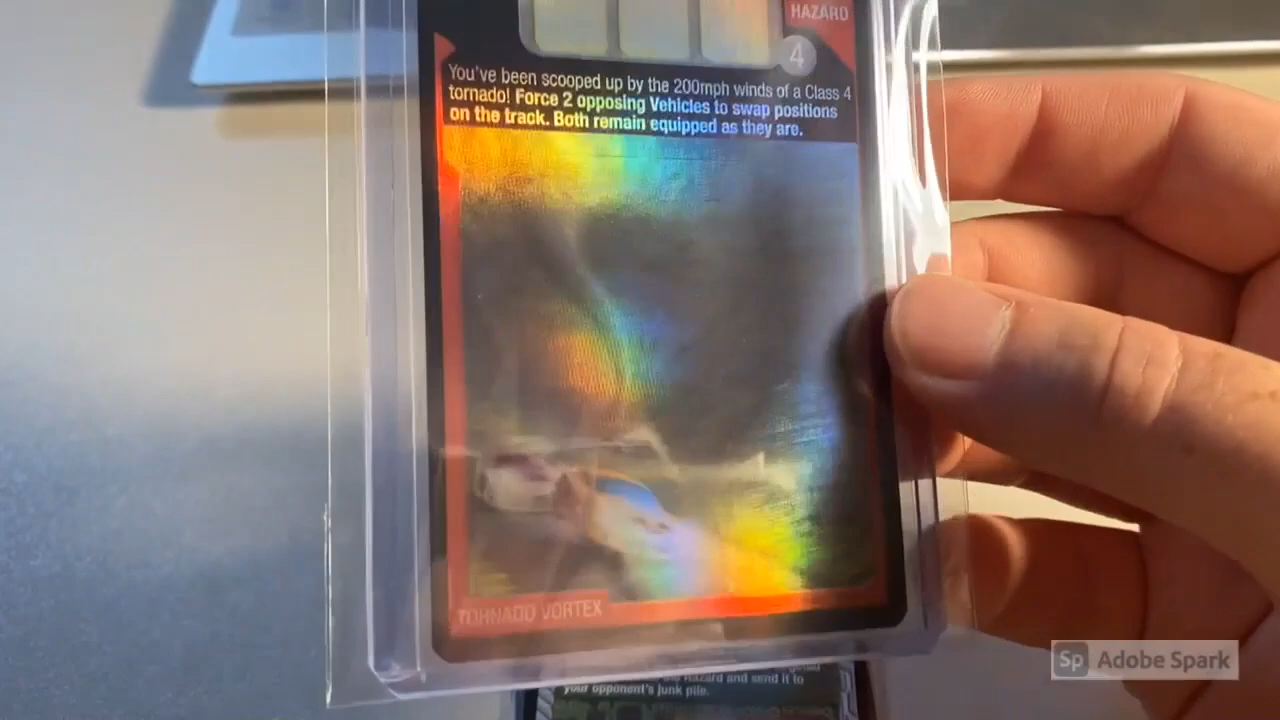 HAZARD
4
You've been scooped up by the 200mph winds of a Class 4
tornado! Force 2 opposing Vehicles to swap positions
on the track. Both remain equipped as they are.
TORNADO VORTEX
Sp Adobe Spark
the Hazard and send it to
your opponent's junk pile.